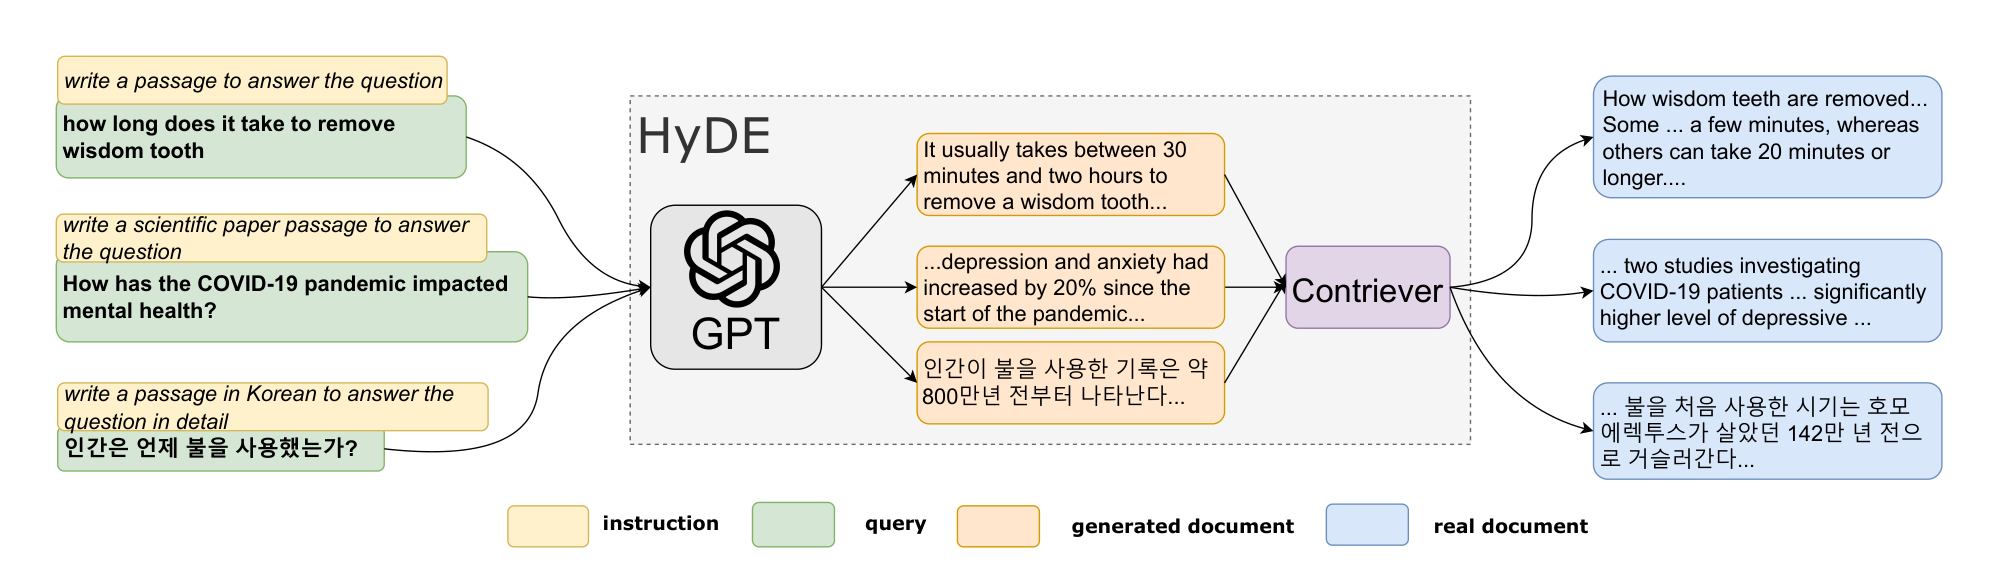 write a passage to answer the question
how long does it take to remove
wisdom tooth
write a scientific paper passage to answer
the question
How has the COVID-19 pandemic impacted
mental health?
write a passage in Korean to answer the
question in detail
인간은 언제 불을 사용했는가?
HyDE
GPT
It usually takes between 30
minutes and two hours to
remove a wisdom tooth...
...depression and anxiety had
increased by 20% since the
start of the pandemic...
인간이 불을 사용한 기록은 약
800만년 전부터 나타난다...
Contriever
How wisdom teeth are removed...
Some ... a few minutes, whereas
others can take 20 minutes or
longer....
... two studies investigating
COVID-19 patients ... significantly
higher level of depressive ...
... 불을 처음 사용한 시기는 호모
에렉투스가 살았던 142만 년 전으
로 거슬러간다...
instruction
query
generated document
real document